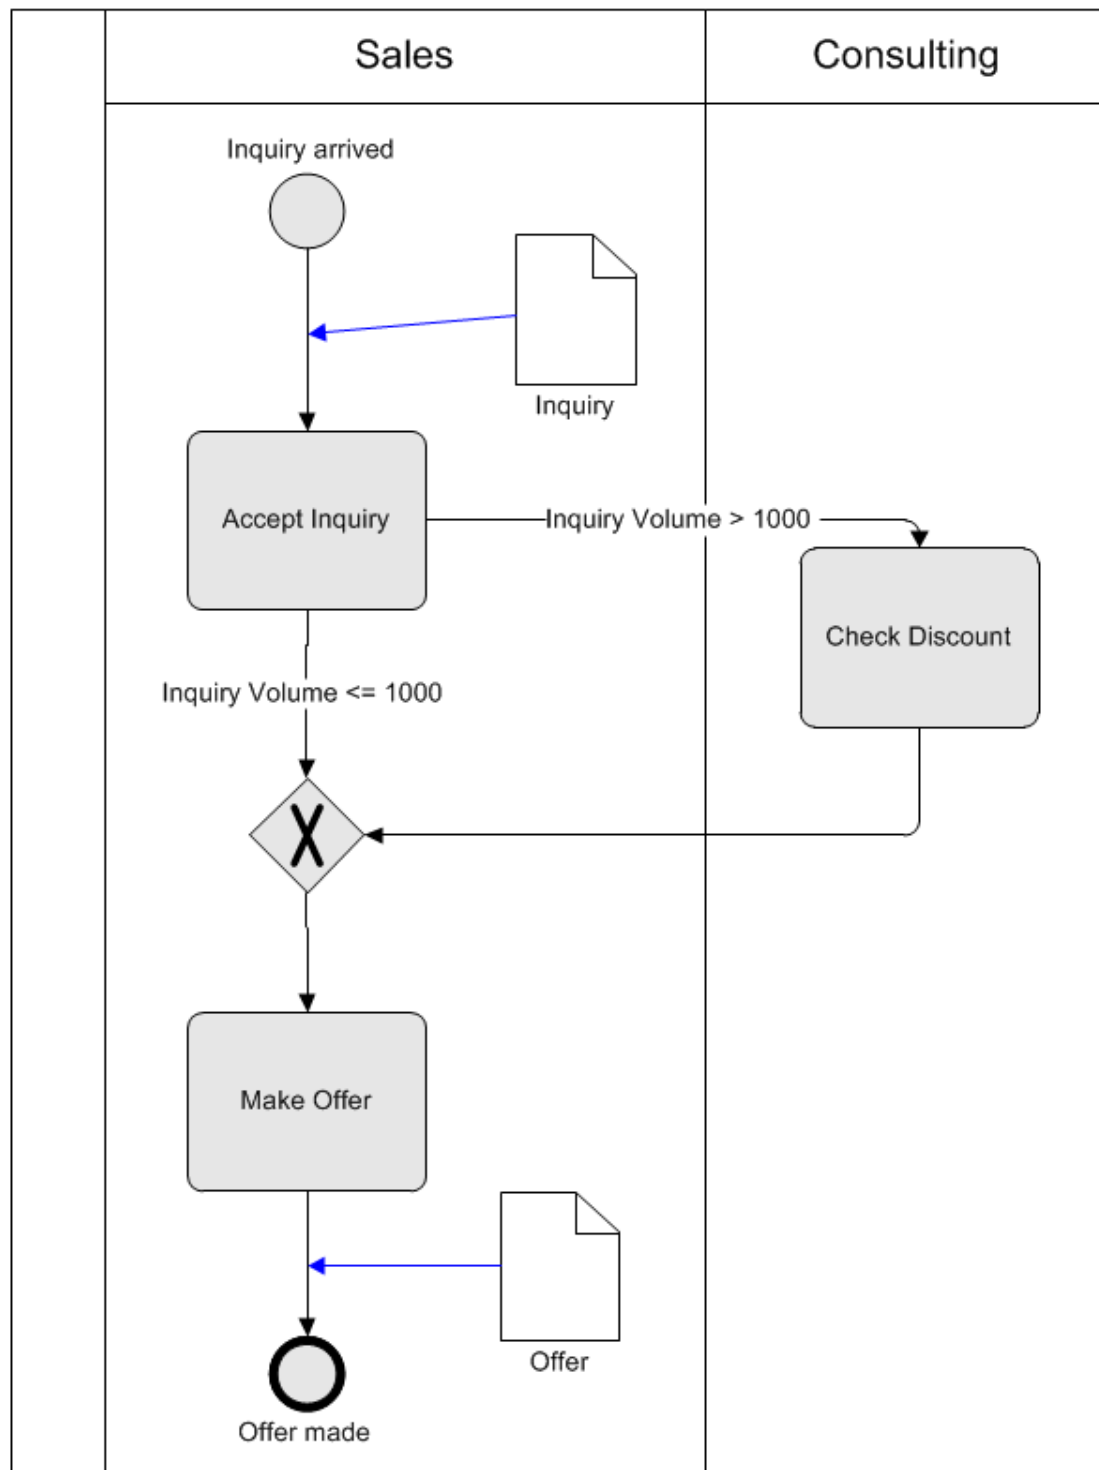 Sales
Consulting
Inquiry arrived
Inquiry
Accept Inquiry
Inquiry Volume > 1000
Check Discount
Inquiry Volume <= 1000
X
Make Offer
Offer
Offer made